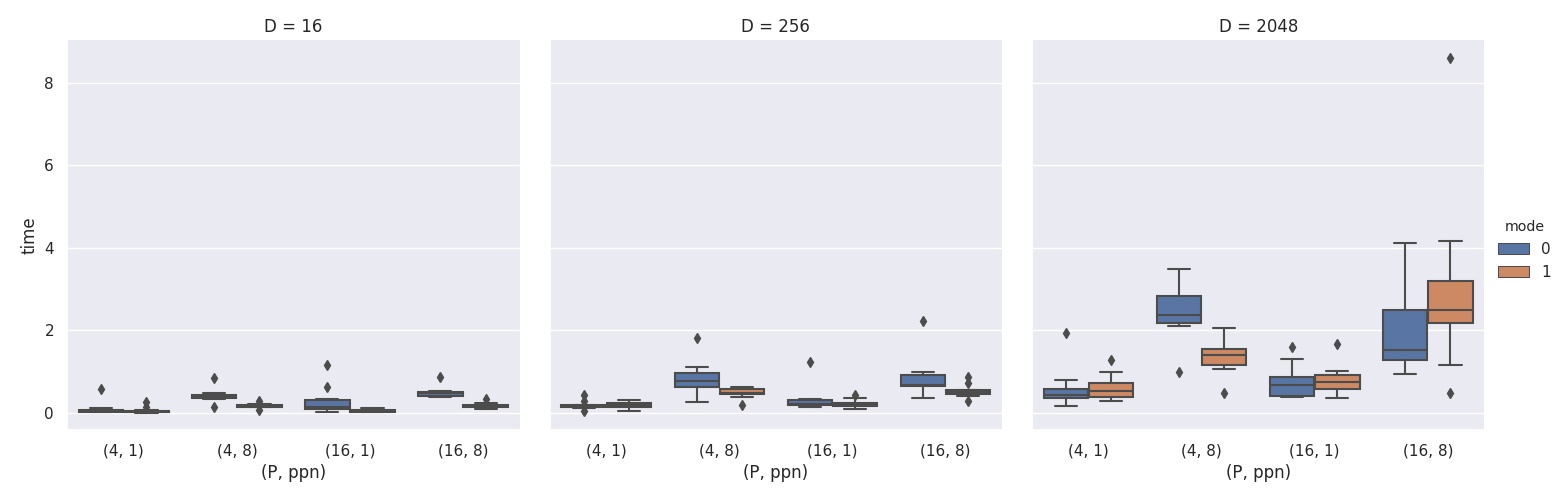 D = 16
D = 256
D = 2048
time
8
6
4
2
0
(4, 1)
(4, 8)
(16, 1)
(16, 8)
(P, ppn)
(4, 1)
(4, 8)
(16, 1)
(16, 8)
(P, ppn)
(4, 1)
(4, 8)
(16, 1)
(16, 8)
(P, ppn)
mode
0
1